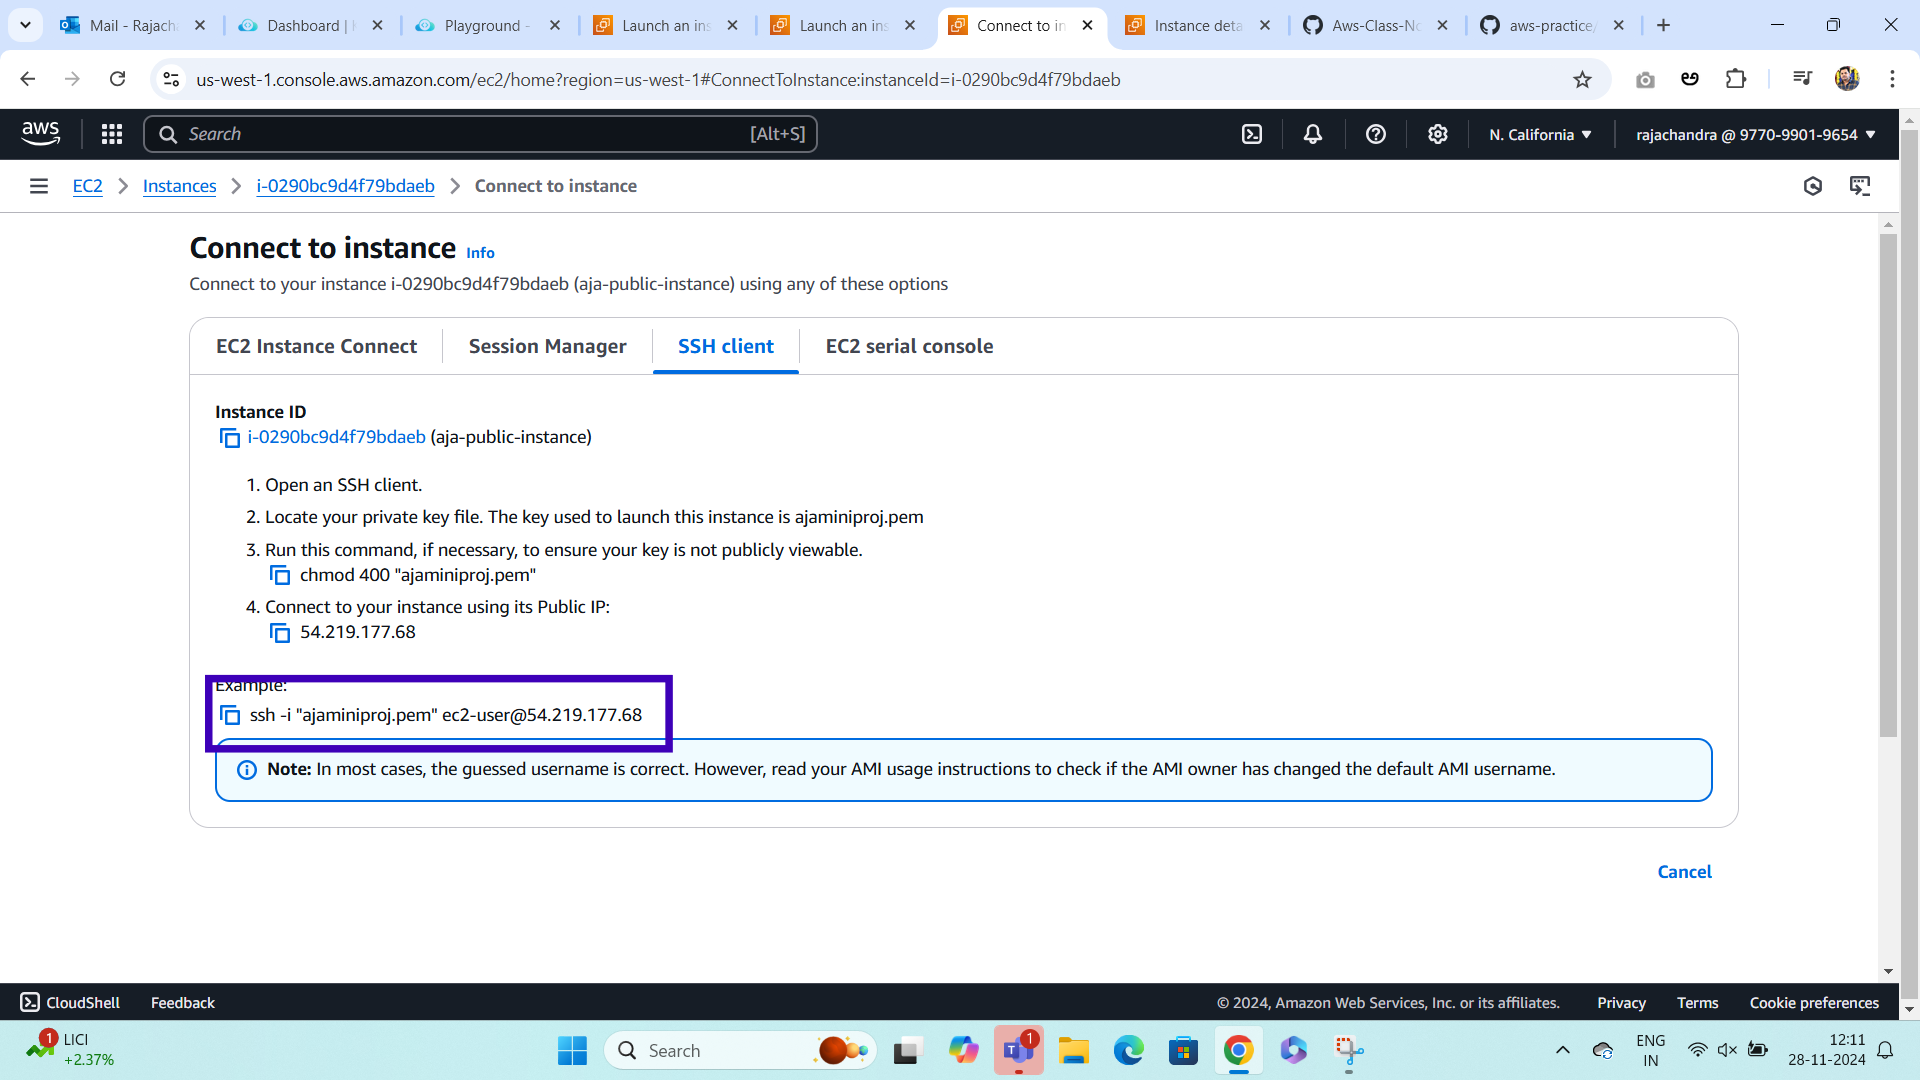 Mail - Rajach
Dashboard |
Playground -
Launch an ins
Launch an ins
Connect to in
Instance deta
Aws-Class-No
aws-practice/
us-west-1.console.aws.amazon.com/ec2/home?region=us-west-1#ConnectToInstance:instanceId=i-0290bc9d4f79bdaeb
aws
Search
[Alt+S]
N. California
rajachandra @ 9770-9901-9654
EC2
Instances
i-0290bc9d4f79bdaeb
Connect to instance
Connect to instance Info
Connect to your instance i-0290bc9d4f79bdaeb (aja-public-instance) using any of these options
EC2 Instance Connect
Session Manager
SSH client
EC2 serial console
Instance ID
i-0290bc9d4f79bdaeb (aja-public-instance)
1. Open an SSH client.
2. Locate your private key file. The key used to launch this instance is ajaminiproj.pem
3. Run this command, if necessary, to ensure your key is not publicly viewable.
chmod 400 "ajaminiproj.pem"
4. Connect to your instance using its Public IP:
54.219.177.68
Example:
ssh -i "ajaminiproj.pem" ec2-user@54.219.177.68
Note: In most cases, the guessed username is correct. However, read your AMI usage instructions to check if the AMI owner has changed the default AMI username.
Cancel
CloudShell
Feedback
© 2024, Amazon Web Services, Inc. or its affiliates.
Privacy
Terms
Cookie preferences
1
LICI
+2.37%
Search
1
ENG
IN
12:11
28-11-2024